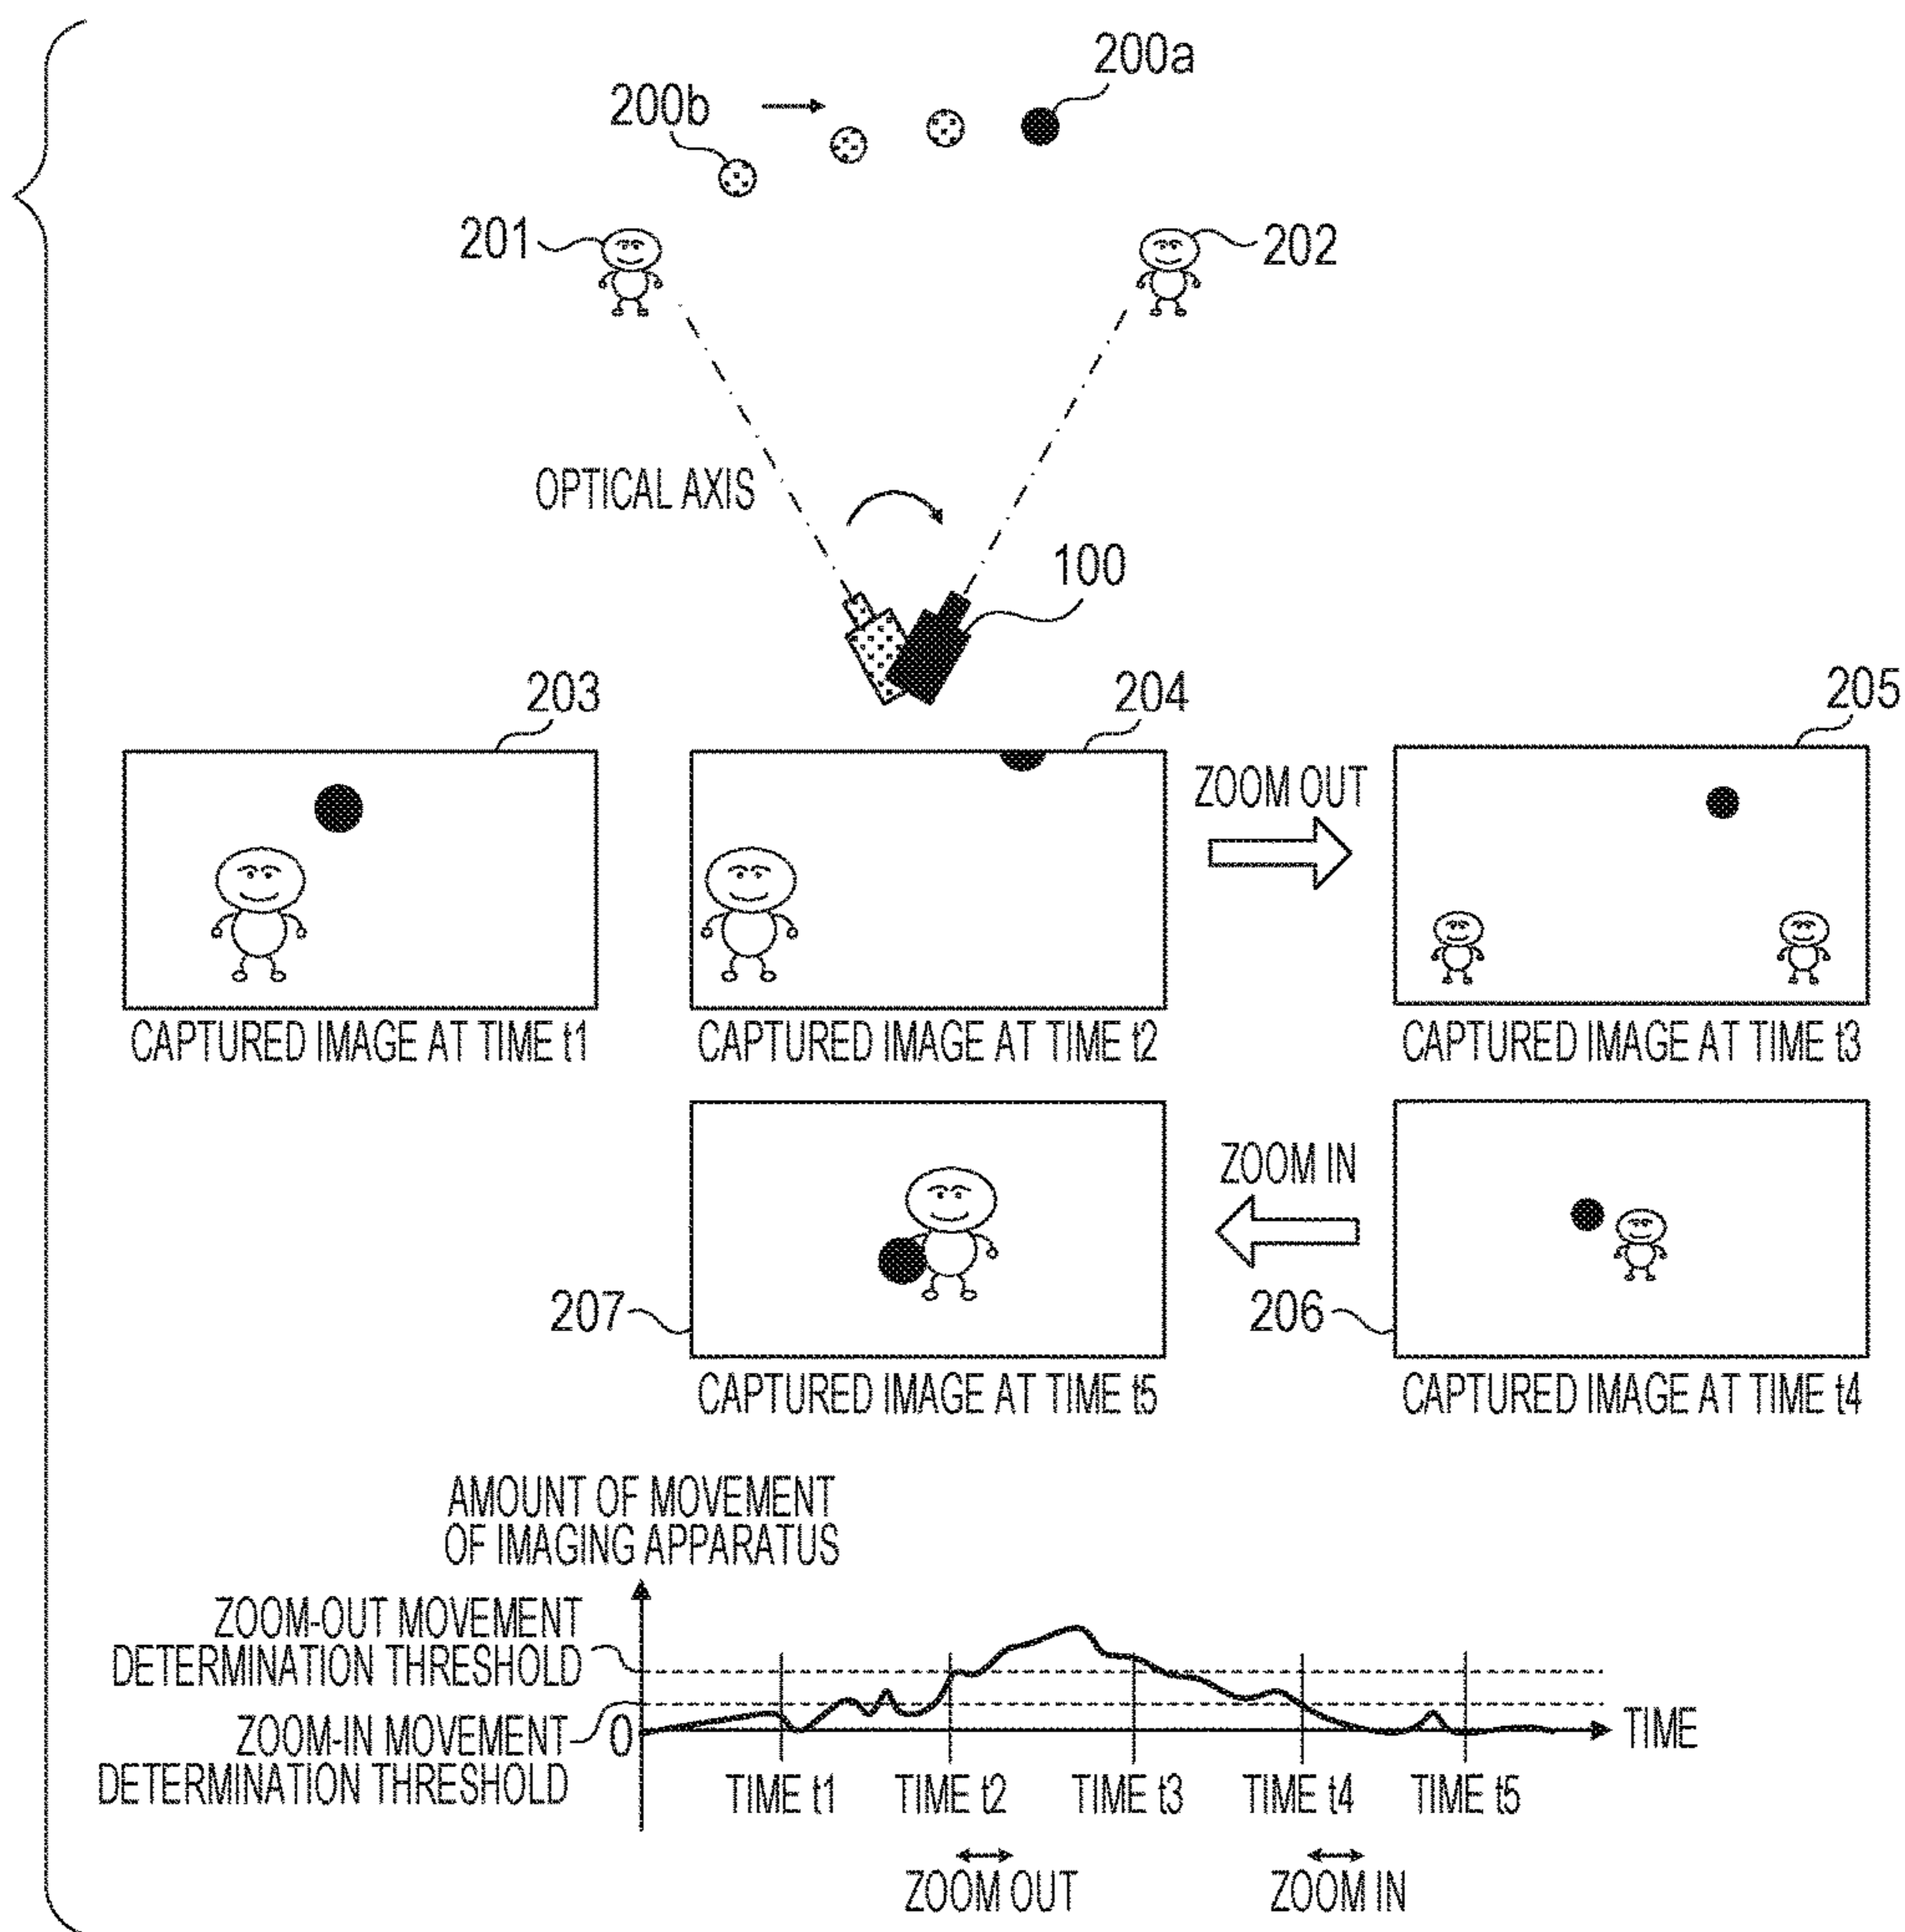 200a
200b
201
202
OPTICAL AXIS
100
203
204
205
ZOOM OUT
CAPTURED IMAGE AT TIME t1
CAPTURED IMAGE AT TIME t2
CAPTURED IMAGE AT TIME t3
ZOOM IN
207
206
CAPTURED IMAGE AT TIME t5
CAPTURED IMAGE AT TIME t4
AMOUNT OF MOVEMENT
OF IMAGING APPARATUS
ZOOM-OUT MOVEMENT
DETERMINATION THRESHOLD
ZOOM-IN MOVEMENT
DETERMINATION THRESHOLD
0
TIME
TIME t1
TIME t2
TIME t3
TIME t4
TIME t5
ZOOM OUT
ZOOM IN